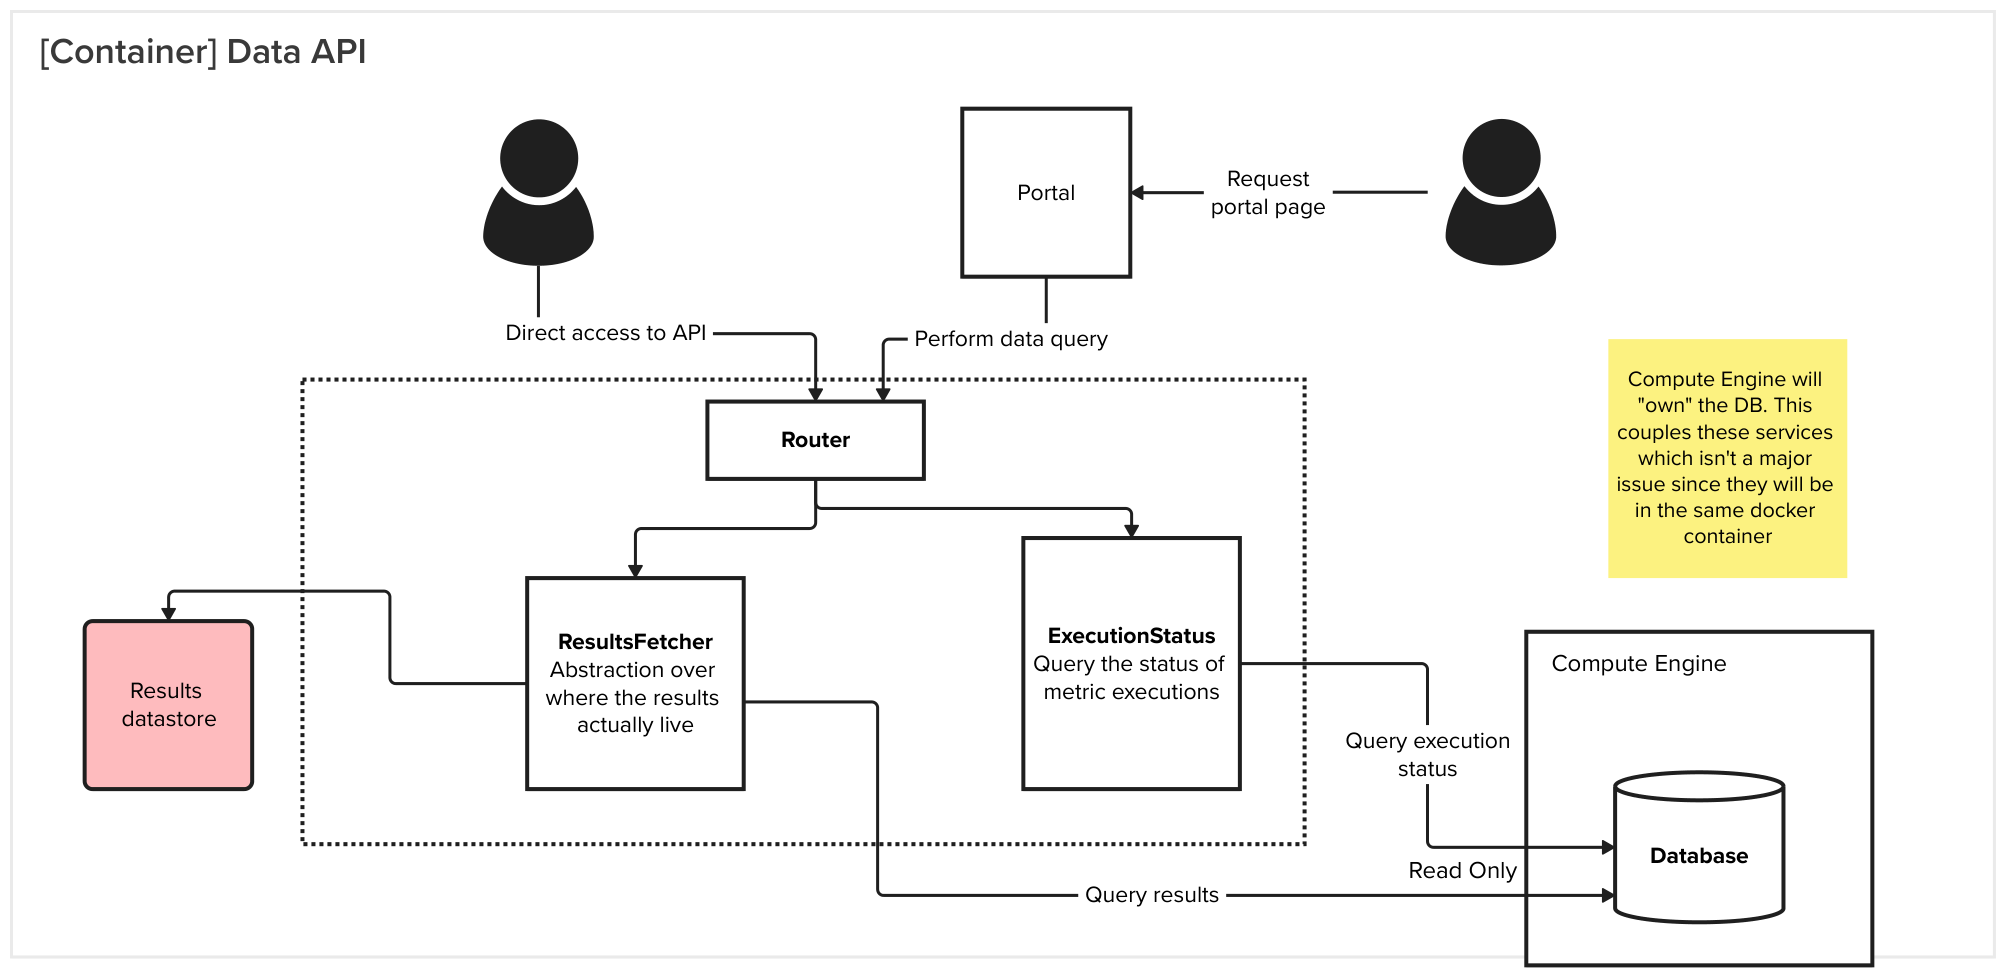 [Container] Data API
Portal
Request
portal page
Direct access to API
Perform data query
Compute Engine will
"own" the DB. This
couples these services
which isn't a major
issue since they will be
in the same docker
container
Router
ResultsFetcher
Abstraction over
where the results
actually live
ExecutionStatus
Query the status of
metric executions
Results
datastore
Compute Engine
Query execution
status
Database
Read Only
Query results